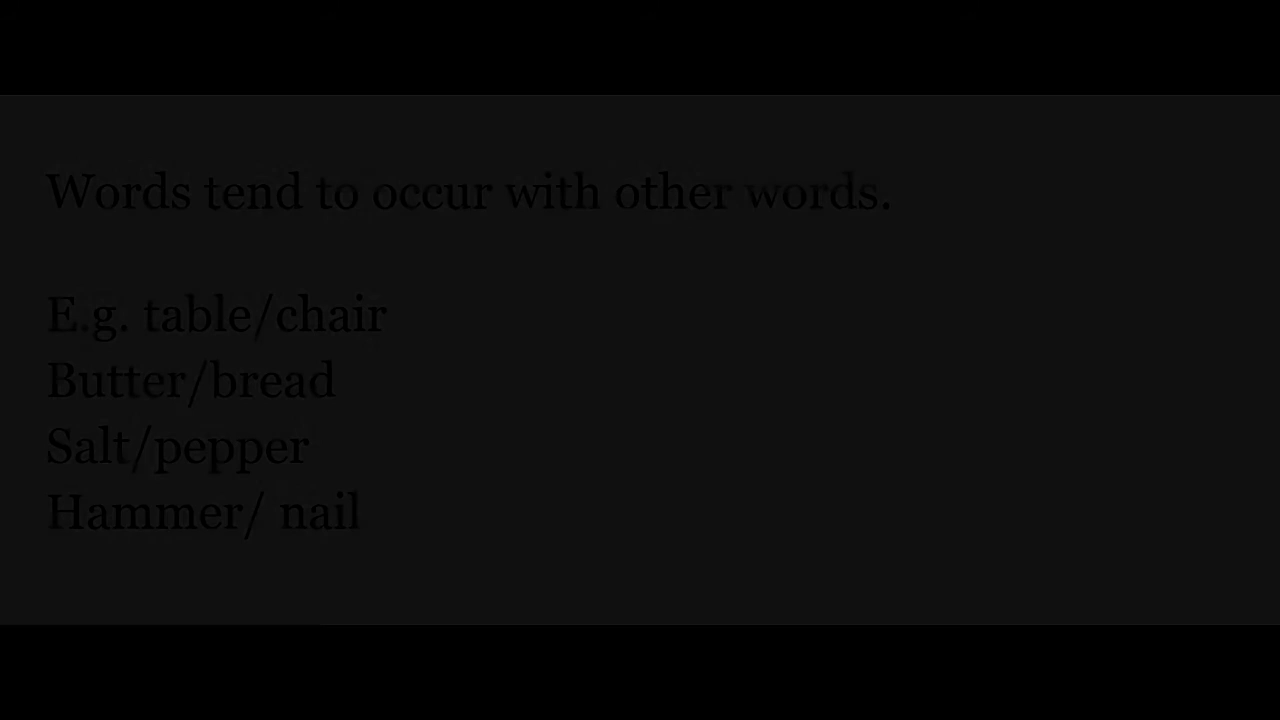 Words tend to occur with other words.
E.g. table/chair
Butter/bread
Salt/pepper
Hammer/ nail